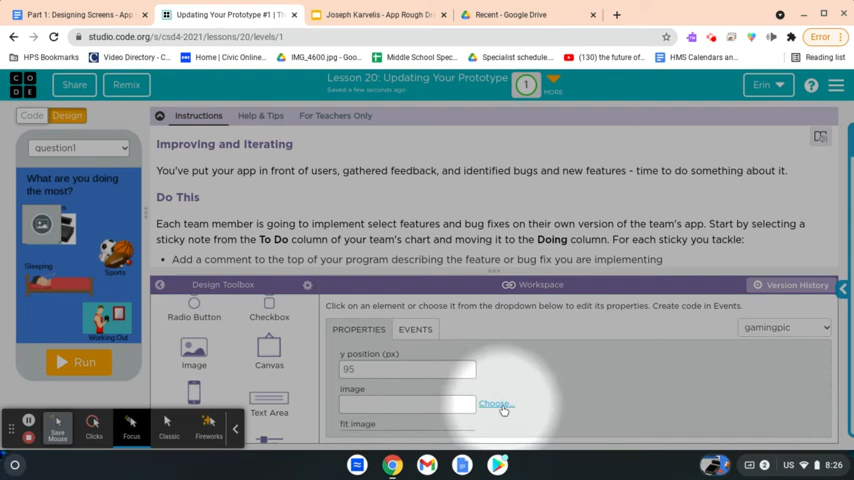 Part 1: Designing Screens - App
Updating Your Prototype #1 | Th
Joseph Karvelis - App Rough Dr
Recent - Google Drive
studio.code.org/s/csd4-2021/lessons/20/levels/1
Error
HPS Bookmarks
Video Directory - C...
Home | Civic Online...
IMG_4600.jpg - Goo...
Middle School Spec...
Specialist schedule....
(130) the future of...
HMS Calendars an
Reading list
C O
D E
Share
Remix
Lesson 20: Updating Your Prototype
Saved a few seconds ago
1
MORE
Erin
Code
Design
Instructions
Help & Tips
For Teachers Only
question1
What are you doing
the most?
Sleeping
Sports
Working Out
Run
Improving and Iterating
You've put your app in front of users, gathered feedback, and identified bugs and new features - time to do something about it.
Do This
Each team member is going to implement select features and bug fixes on their own version of the team's app. Start by selecting a
sticky note from the To Do column of your team's chart and moving it to the Doing column. For each sticky you tackle:
• Add a comment to the top of your program describing the feature or bug fix you are implementing
Design Toolbox
Workspace
Version History
Radio Button
Checkbox
Image
Canvas
Text Area
Click on an element or choose it from the dropdown below to edit its properties. Create code in Events.
PROPERTIES
EVENTS
gamingpic
y position (px)
95
image
Choose...
fit image
Save
Mouse
Clicks
Focus
Classic
Fireworks
2
US
8:26